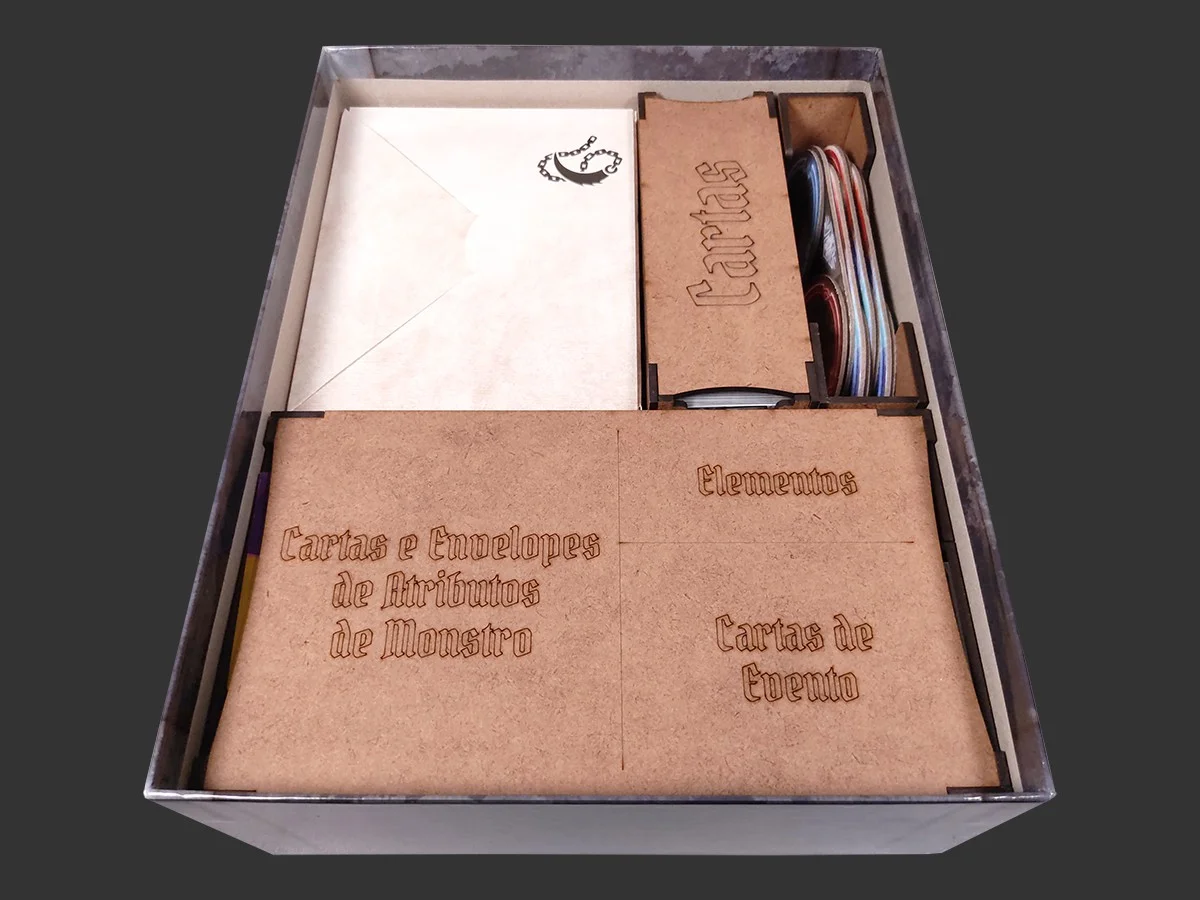 Cartas
Elementos
Cartas e Envelopes
de Atributos
de Monstro
Cartas de
Evento